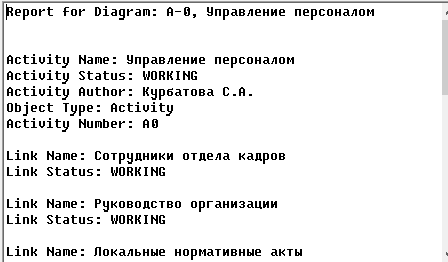 Report for Diagram: A-0, Управление персоналом
Activity Name: Управление персоналом
Activity Status: WORKING
Activity Author: Курбатова С.А.
Object Type: Activity
Activity Number: A0
Link Name: Сотрудники отдела кадров
Link Status: WORKING
Link Name: Руководство организации
Link Status: WORKING
Link Name: Локальные нормативные акты